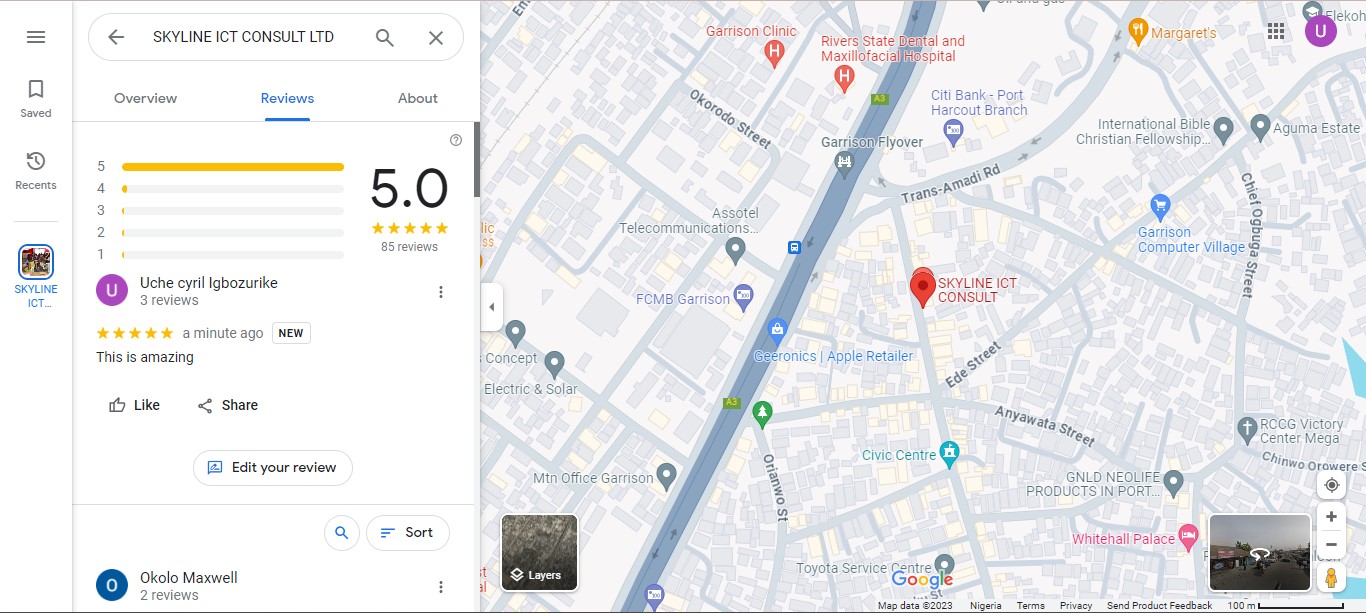 SKYLINE ICT CONSULT LTD
Saved
Recents
SKYLINE
ICT...
Overview
Reviews
About
5
4
3
2
1
5.0
85 reviews
U
Uche cyril Igbozurike
3 reviews
a minute ago
NEW
This is amazing
Like
Share
Edit your review
Sort
O
Okolo Maxwell
2 reviews
Garrison Clinic
H
Rivers State Dental and
Maxillofacial Hospital
H
A3
Margaret's
U
Okorodo Street
Citi Bank - Port
Harcout Branch
International Bible
Christian Fellowship...
Aguma Estate
Garrison Flyover
Trans-Amadi Rd
Chief Ogbuga Street
Assotel
Telecommunications...
Garrison
Computer Village
FCMB Garrison
SKYLINE ICT
CONSULT
Concept
Geeronics | Apple Retailer
Electric & Solar
Ede Street
A3
Anyawata Street
RCCG Victory
Center Mega
Civic Centre
Orianwo St
Chinwo Orowere S
Mtn Office Garrison
GNLD NEOLIFE
PRODUCTS IN PORT...
Whitehall Palace
Layers
Toyota Service Centre
Google
Map data ©2023
Nigeria
Terms
Privacy
Send Product Feedback
100 m